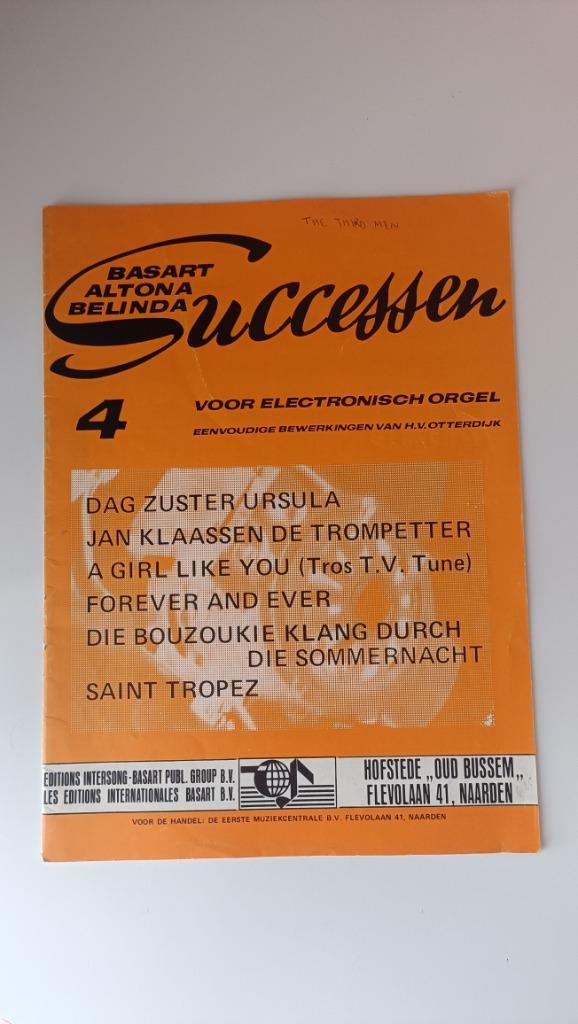 THE THIRD MEN
BASART
ALTONA
BELINDA
Successen
4
VOOR ELECTRONISCH ORGEL
EENVOUDIGE BEWERKINGEN VAN H.V. OTTERDIJK
DAG ZUSTER URSULA
JAN KLAASSEN DE TROMPETTER
A GIRL LIKE YOU (Tros T.V. Tune)
FOREVER AND EVER
DIE BOUZOUKIE KLANG DURCH
DIE SOMMERNACHT
SAINT TROPEZ
EDITIONS INTERSONG-BASART PUBL. GROUP B.V.
LES EDITIONS INTERNATIONALES BASART B.V.
HOFSTEDE „OUD BUSSEM„
FLEVOLAAN 41, NAARDEN
VOOR DE HANDEL: DE EERSTE MUZIEKCENTRALE B.V. FLEVOLAAN 41, NAARDEN